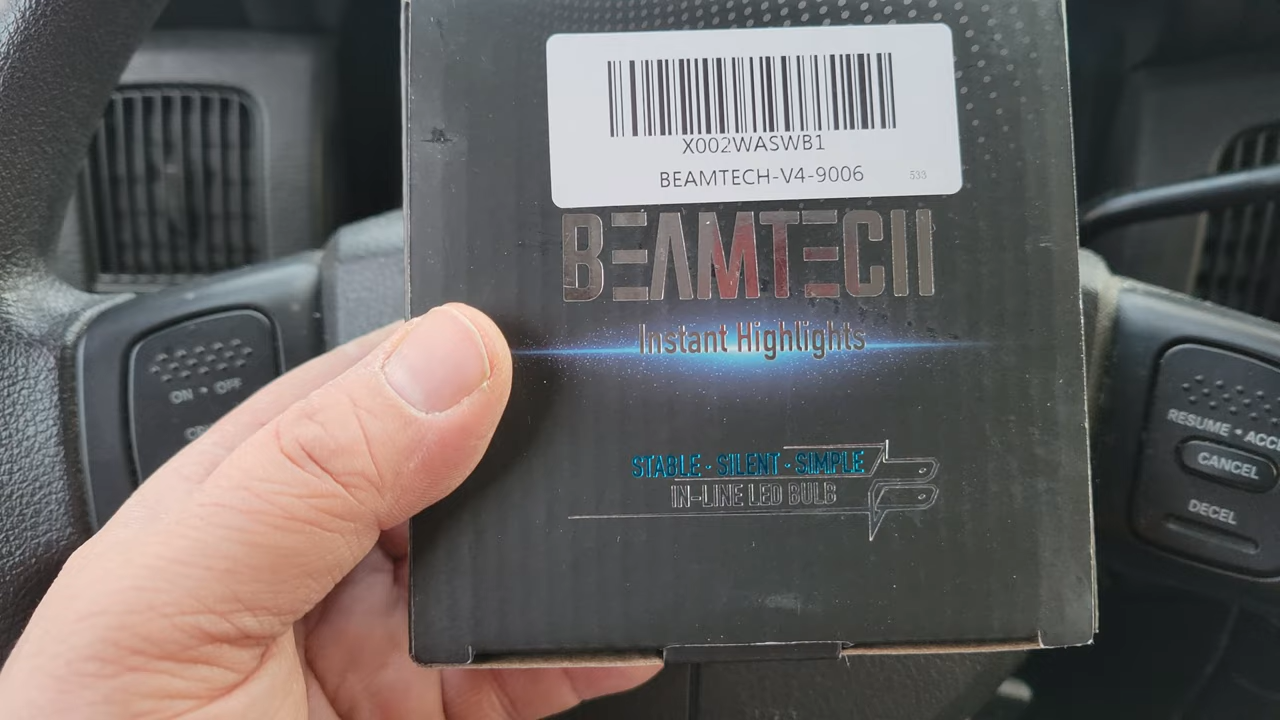 X002WASWB1
BEAMTECH-V4-9006
533
BEAMTECH
Instant Highlights
STABLE · SILENT · SIMPLE
IN-LINE LED BULB
ON • OFF
RESUME • ACCE
CANCEL
DECEL